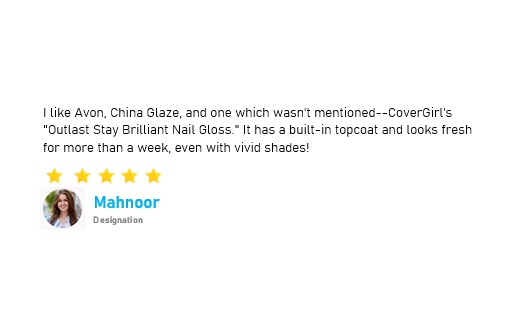 I like Avon, China Glaze, and one which wasn't mentioned--CoverGirl's
"Outlast Stay Brilliant Nail Gloss." It has a built-in topcoat and looks fresh
for more than a week, even with vivid shades!
Mahnoor
Designation